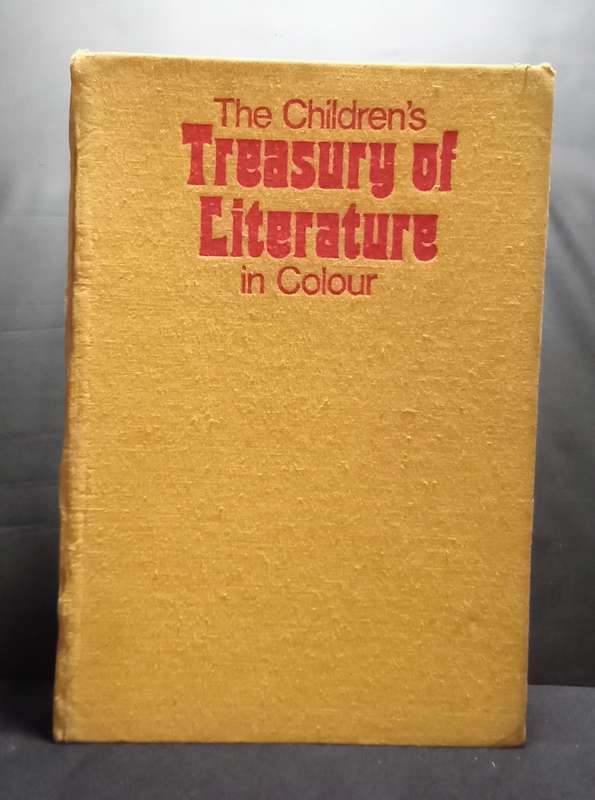 The Children's
Treasury of
Literature
in Colour